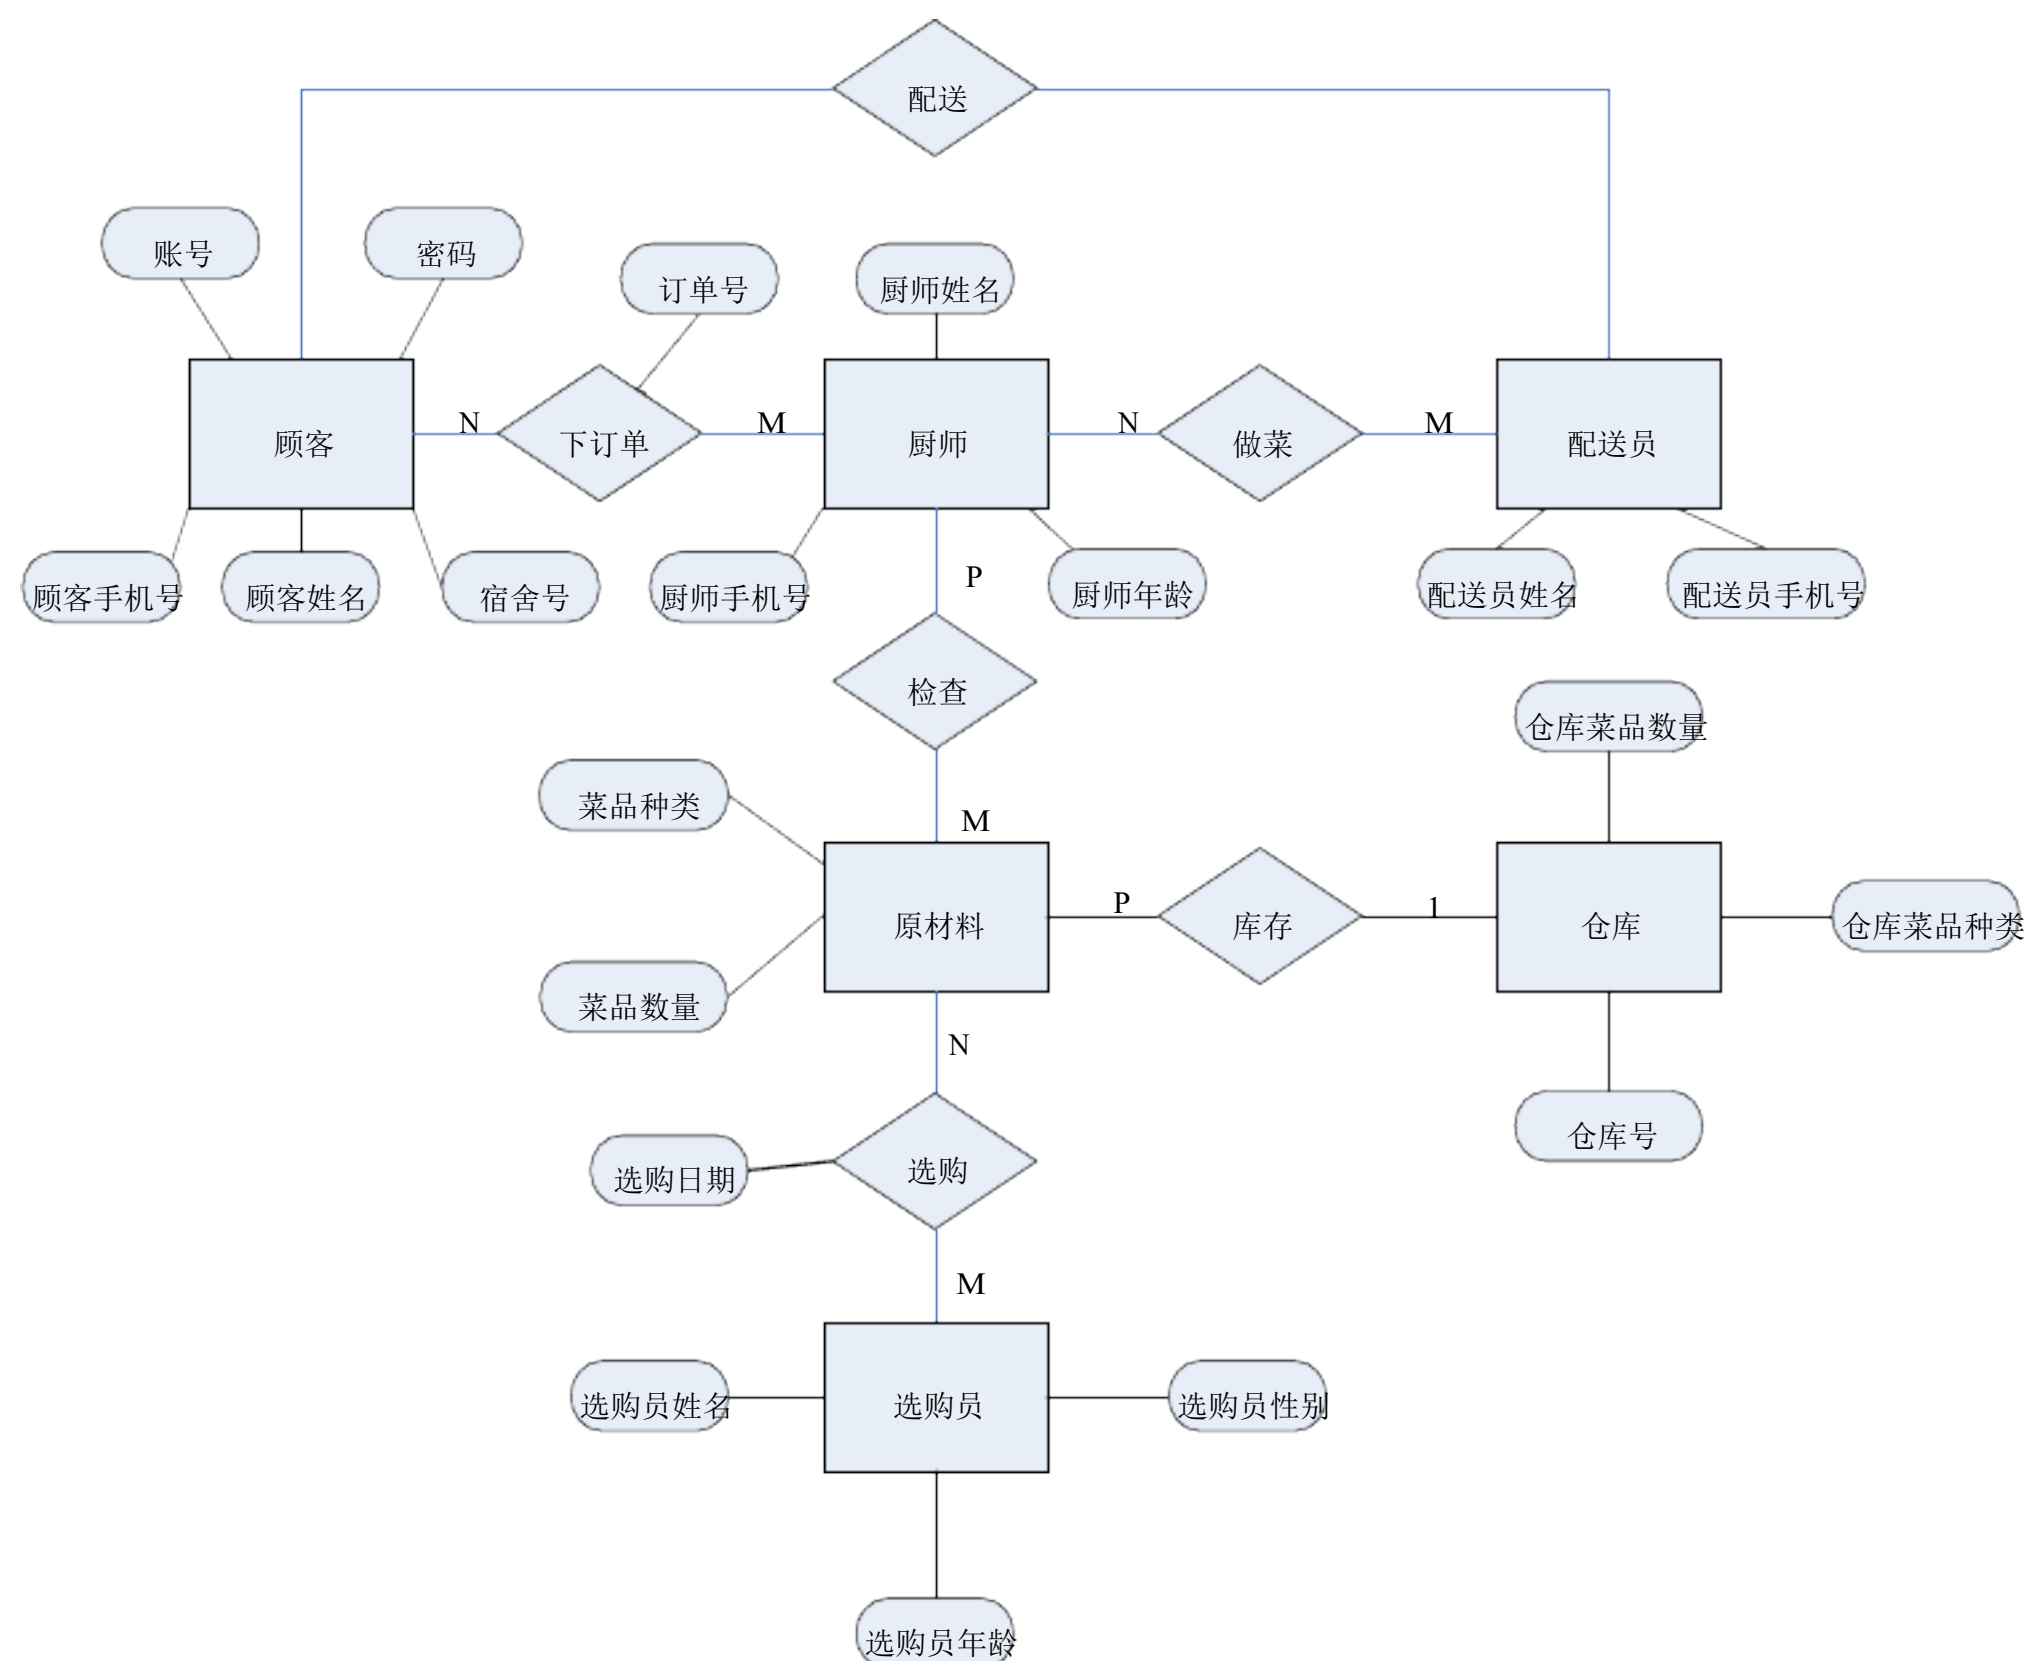 配送
账号
密码
订单号
厨师姓名
顾客
N
下订单
M
厨师
N
做菜
M
配送员
顾客手机号
顾客姓名
宿舍号
厨师手机号
P
厨师年龄
配送员姓名
配送员手机号
检查
仓库菜品数量
菜品种类
M
原材料
P
库存
1
仓库
仓库菜品种类
菜品数量
N
仓库号
选购日期
选购
M
选购员姓名
选购员
选购员性别
选购员年龄